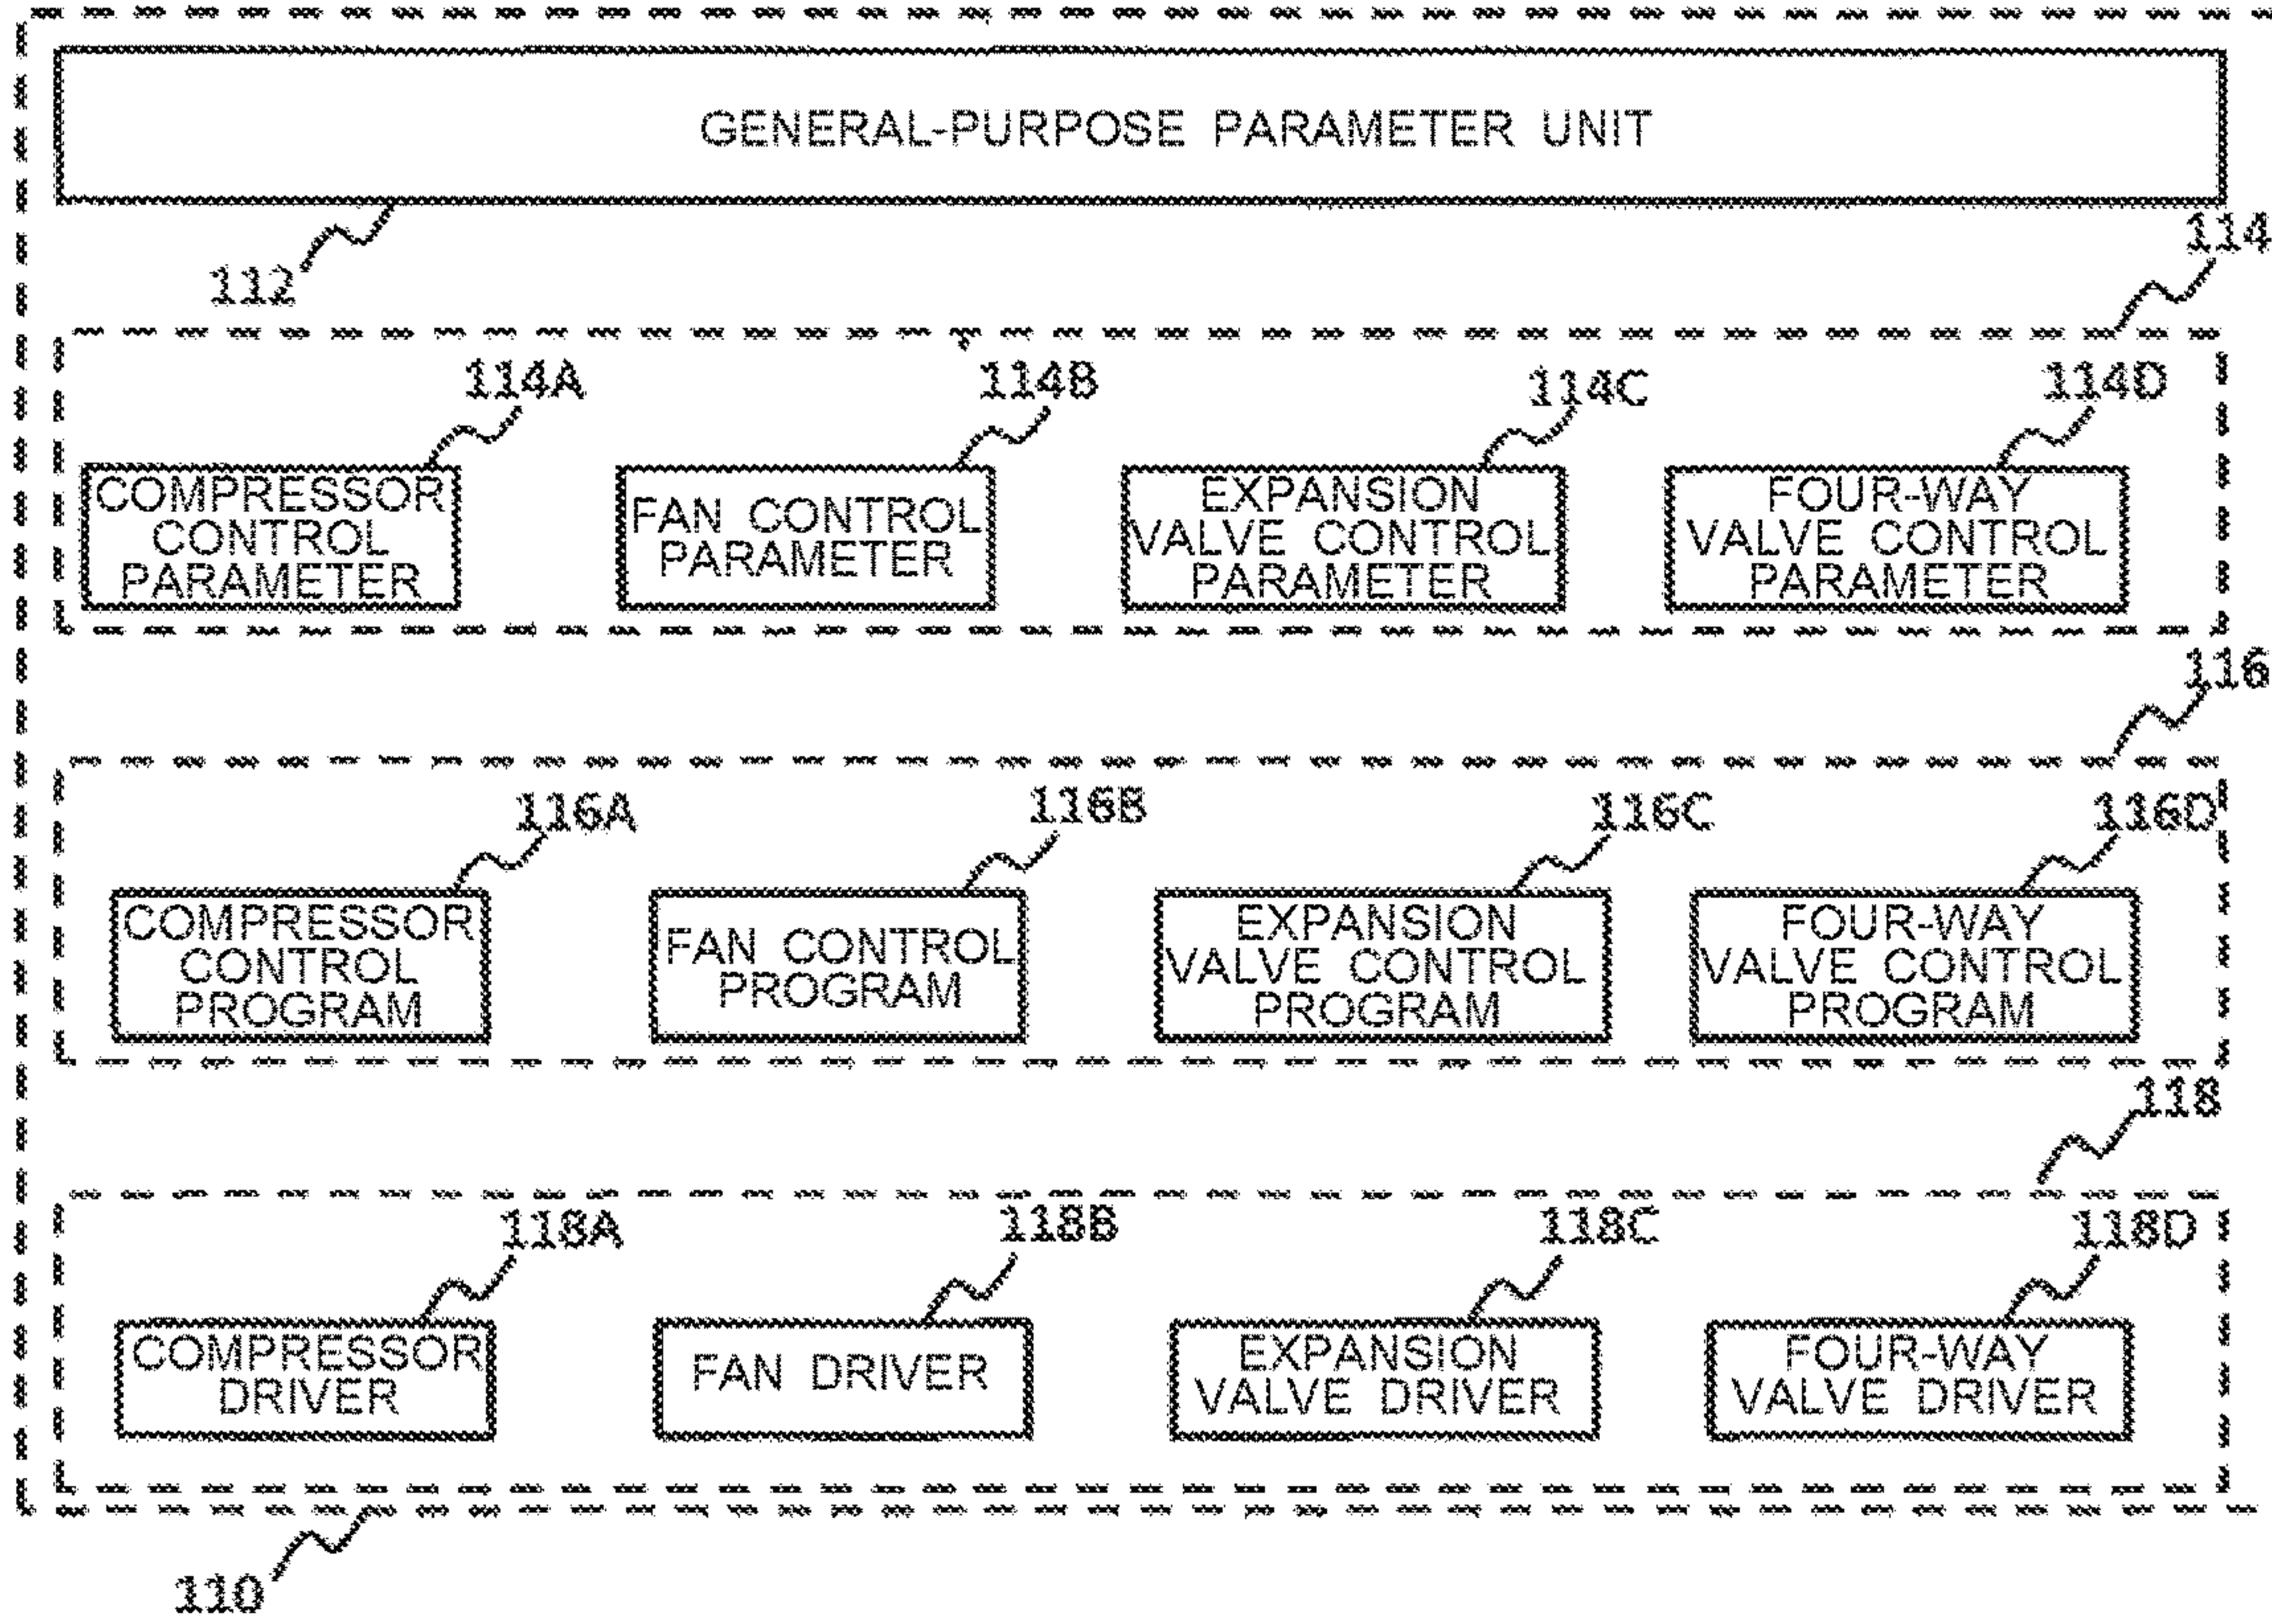 GENERAL-PURPOSE PARAMETER UNIT
112
114
114A
114B
114C
114D
COMPRESSOR
CONTROL
PARAMETER
FAN CONTROL
PARAMETER
EXPANSION
VALVE CONTROL
PARAMETER
FOUR-WAY
VALVE CONTROL
PARAMETER
116
116A
116B
116C
116D
COMPRESSOR
CONTROL
PROGRAM
FAN CONTROL
PROGRAM
EXPANSION
VALVE CONTROL
PROGRAM
FOUR-WAY
VALVE CONTROL
PROGRAM
118
118A
118B
118C
118D
COMPRESSOR
DRIVER
FAN DRIVER
EXPANSION
VALVE DRIVER
FOUR-WAY
VALVE DRIVER
110